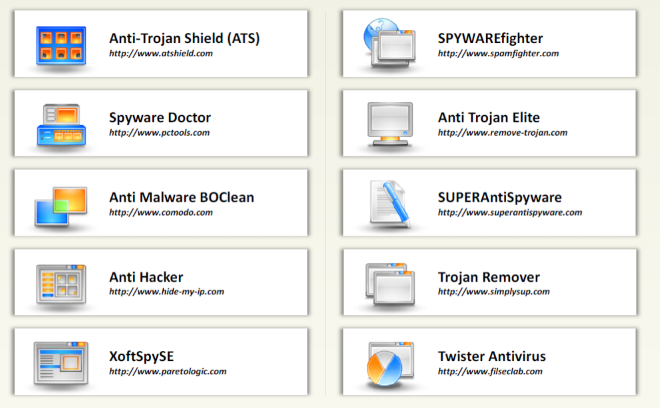 Anti-Trojan Shield (ATS)
http://www.atshield.com
SPYWAREfighter
http://www.spamfighter.com
Spyware Doctor
http://www.pctools.com
Anti Trojan Elite
http://www.remove-trojan.com
Anti Malware BOClean
http://www.comodo.com
SUPERAntiSpyware
http://www.superantispyware.com
Anti Hacker
http://www.hide-my-ip.com
Trojan Remover
http://www.simplysup.com
XoftSpySE
http://www.paretologic.com
Twister Antivirus
http://www.filseclab.com